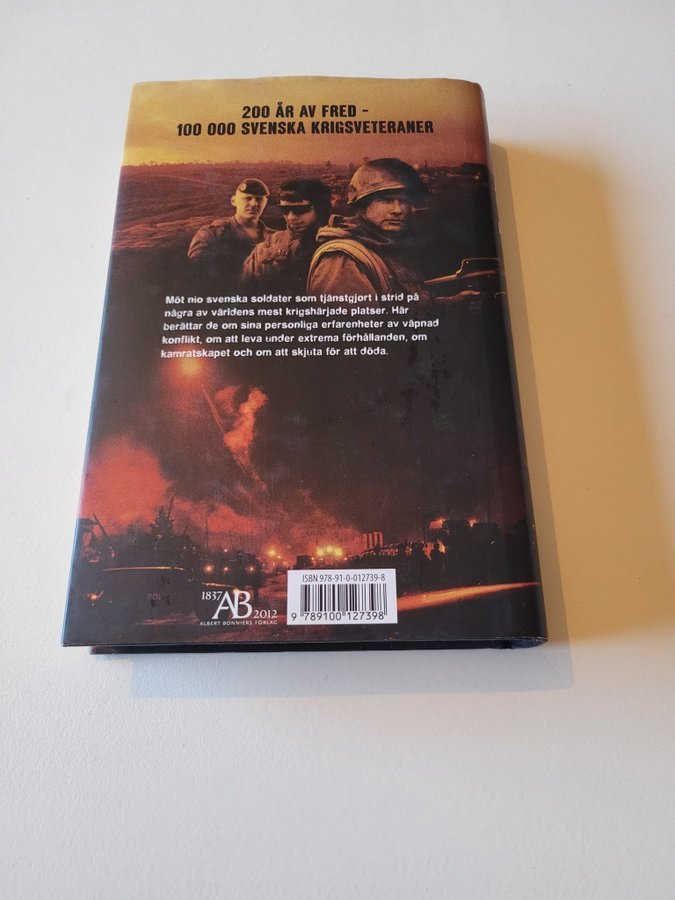 200 ÅR AV FRED -
100 000 SVENSKA KRIGSVETERANER
Möt nio svenska soldater som tjänstgjort i strid på
några av världens mest krigshärjade platser. Här
berättar de om sina personliga erfarenheter av väpnad
konflikt, om att leva under extrema förhållanden, om
kamratskapet och om att skjuta för att döda.
ISBN 978-91-0-012739-8
1837 AB 2012
ALBERT BONNIERS FÖRLAG
9 789100 127398